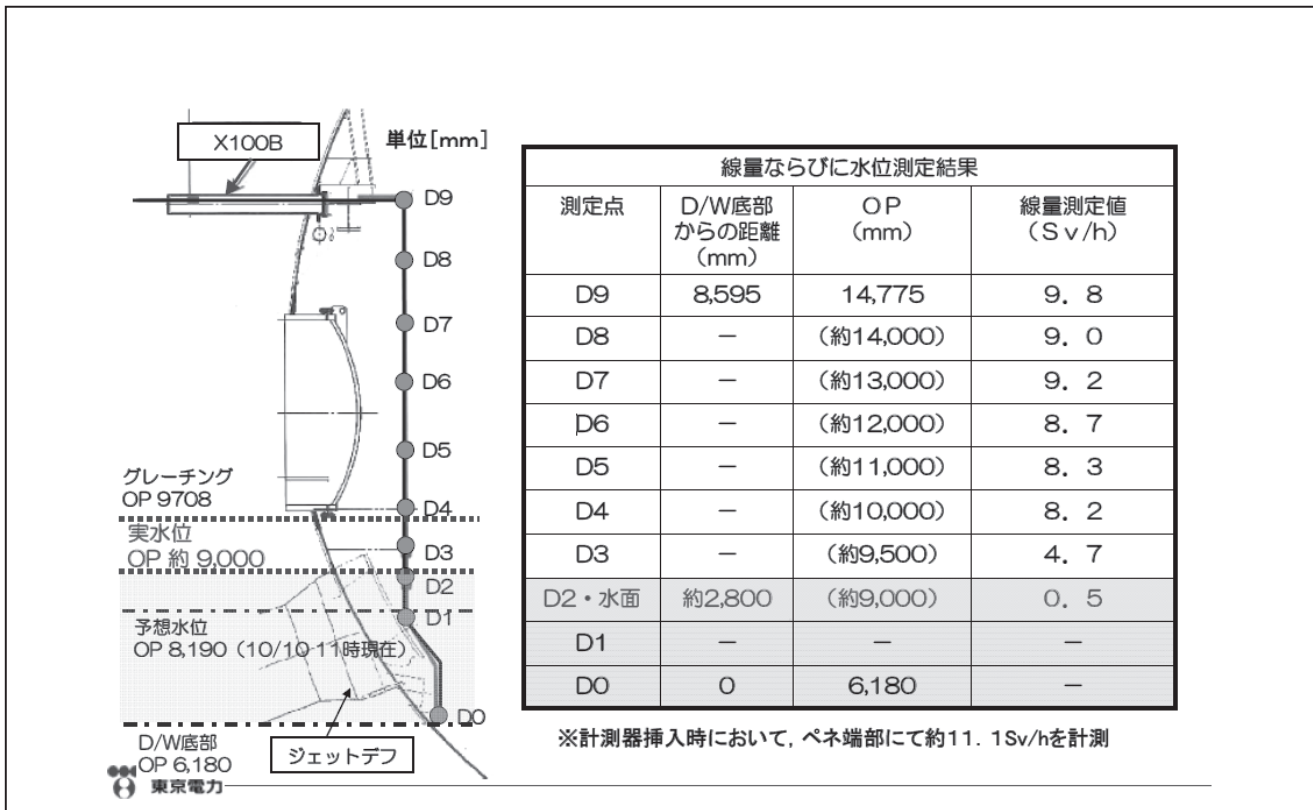 X100B
単位[mm]
D9
D8
D7
D6
D5
D4
D3
D2
D1
D0
グレーチング
OP 9708
実水位
OP 約 9,000
予想水位
OP 8,190（10/10 11時現在）
D/W底部
OP 6,180
ジェットデフ
線量ならびに水位測定結果
測定点 D/W底部からの距離（mm） OP（mm） 線量測定値（Sv/h）
D9 8,595 14,775 9．8
D8 － （約14,000） 9．0
D7 － （約13,000） 9．2
D6 － （約12,000） 8．7
D5 － （約11,000） 8．3
D4 － （約10,000） 8．2
D3 － （約9,500） 4．7
D2・水面 約2,800 （約9,000） 0．5
D1 － － －
D0 0 6,180 －
※計測器挿入時において，ペネ端部にて約11．1Sv/hを計測
東京電力